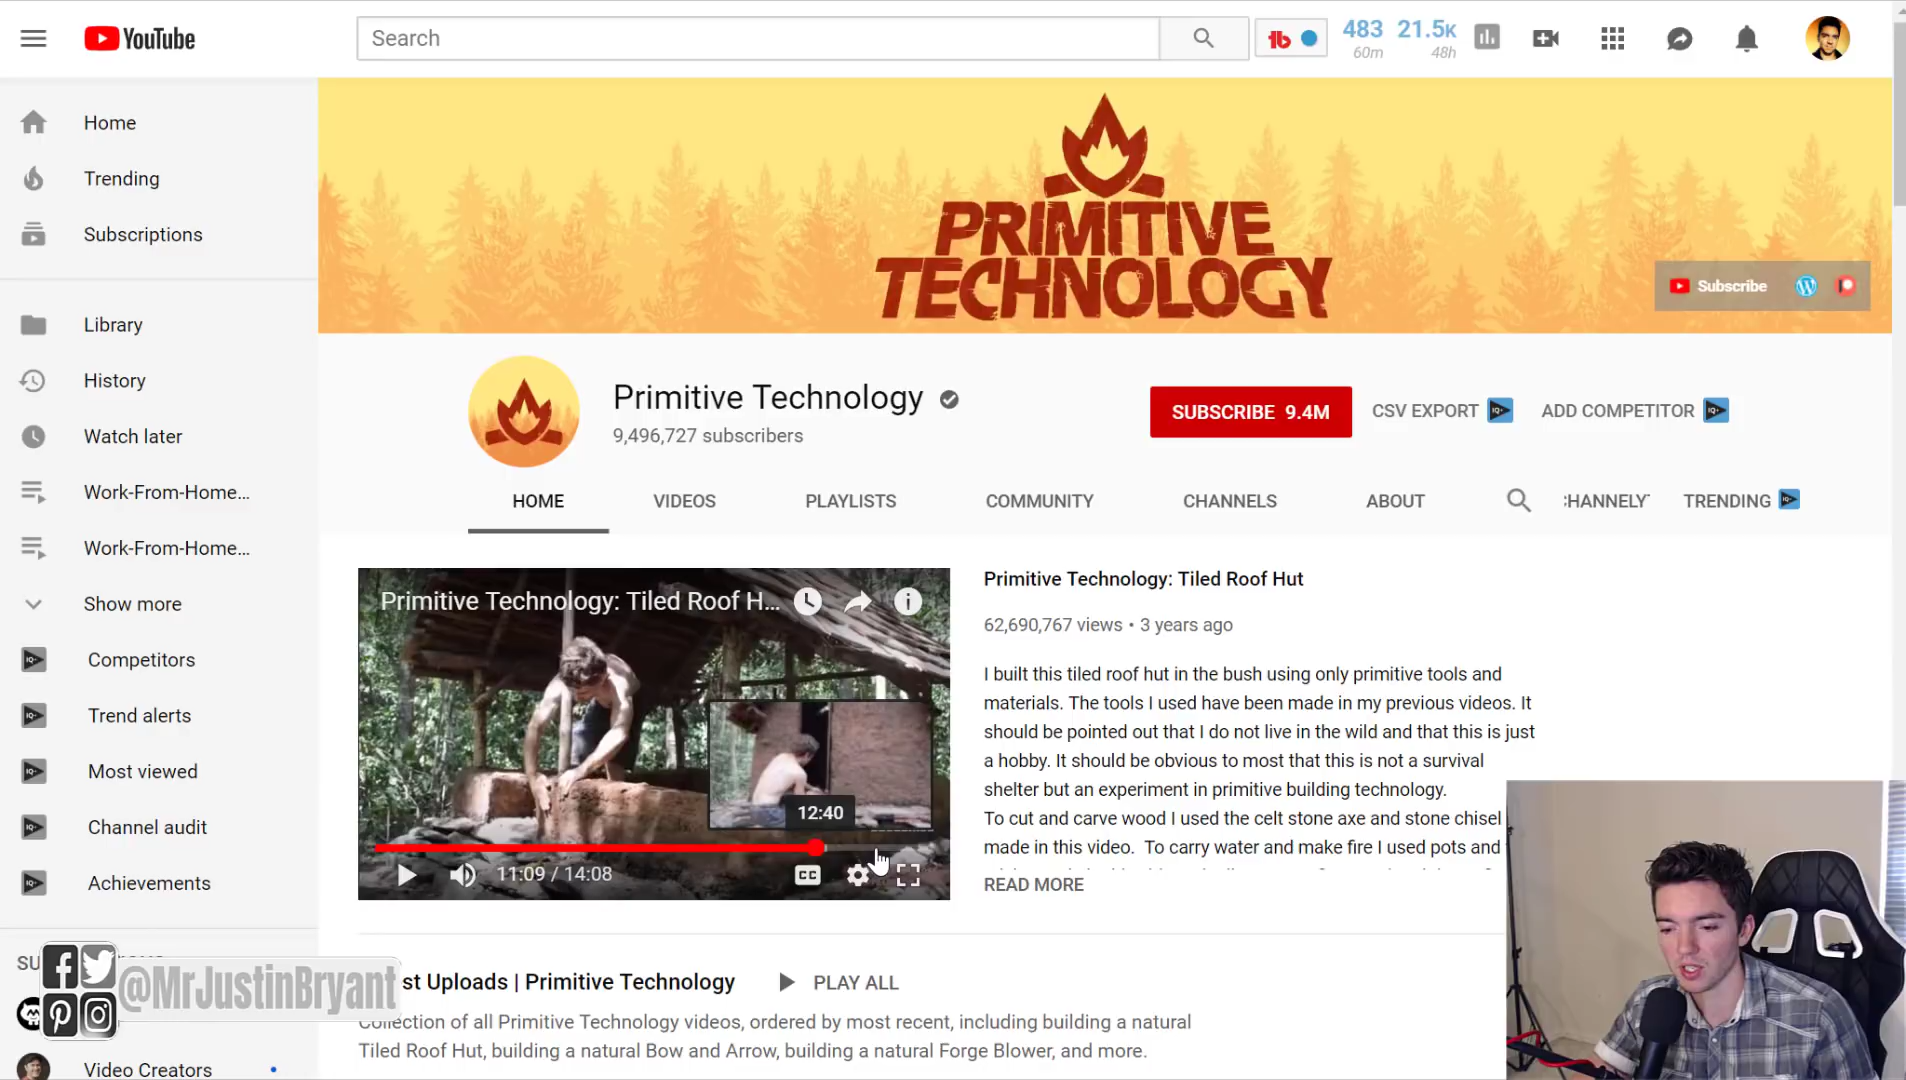 YouTube
Search
483
60m
21.5K
48h
Home
Trending
Subscriptions
Library
History
Watch later
Work-From-Home...
Work-From-Home...
Show more
Competitors
Trend alerts
Most viewed
Channel audit
Achievements
SU
@MrJustinBryant
Video Creators
PRIMITIVE
TECHNOLOGY
Subscribe
Primitive Technology
9,496,727 subscribers
SUBSCRIBE 9.4M
CSV EXPORT
ADD COMPETITOR
HOME
VIDEOS
PLAYLISTS
COMMUNITY
CHANNELS
ABOUT
HANNELY
TRENDING
Primitive Technology: Tiled Roof H...
12:40
11:09 / 14:08
CC
Primitive Technology: Tiled Roof Hut
62,690,767 views • 3 years ago
I built this tiled roof hut in the bush using only primitive tools and
materials. The tools I used have been made in my previous videos. It
should be pointed out that I do not live in the wild and that this is just
a hobby. It should be obvious to most that this is not a survival
shelter but an experiment in primitive building technology.
To cut and carve wood I used the celt stone axe and stone chisel
made in this video. To carry water and make fire I used pots and
READ MORE
st Uploads | Primitive Technology
PLAY ALL
Collection of all Primitive Technology videos, ordered by most recent, including building a natural
Tiled Roof Hut, building a natural Bow and Arrow, building a natural Forge Blower, and more.